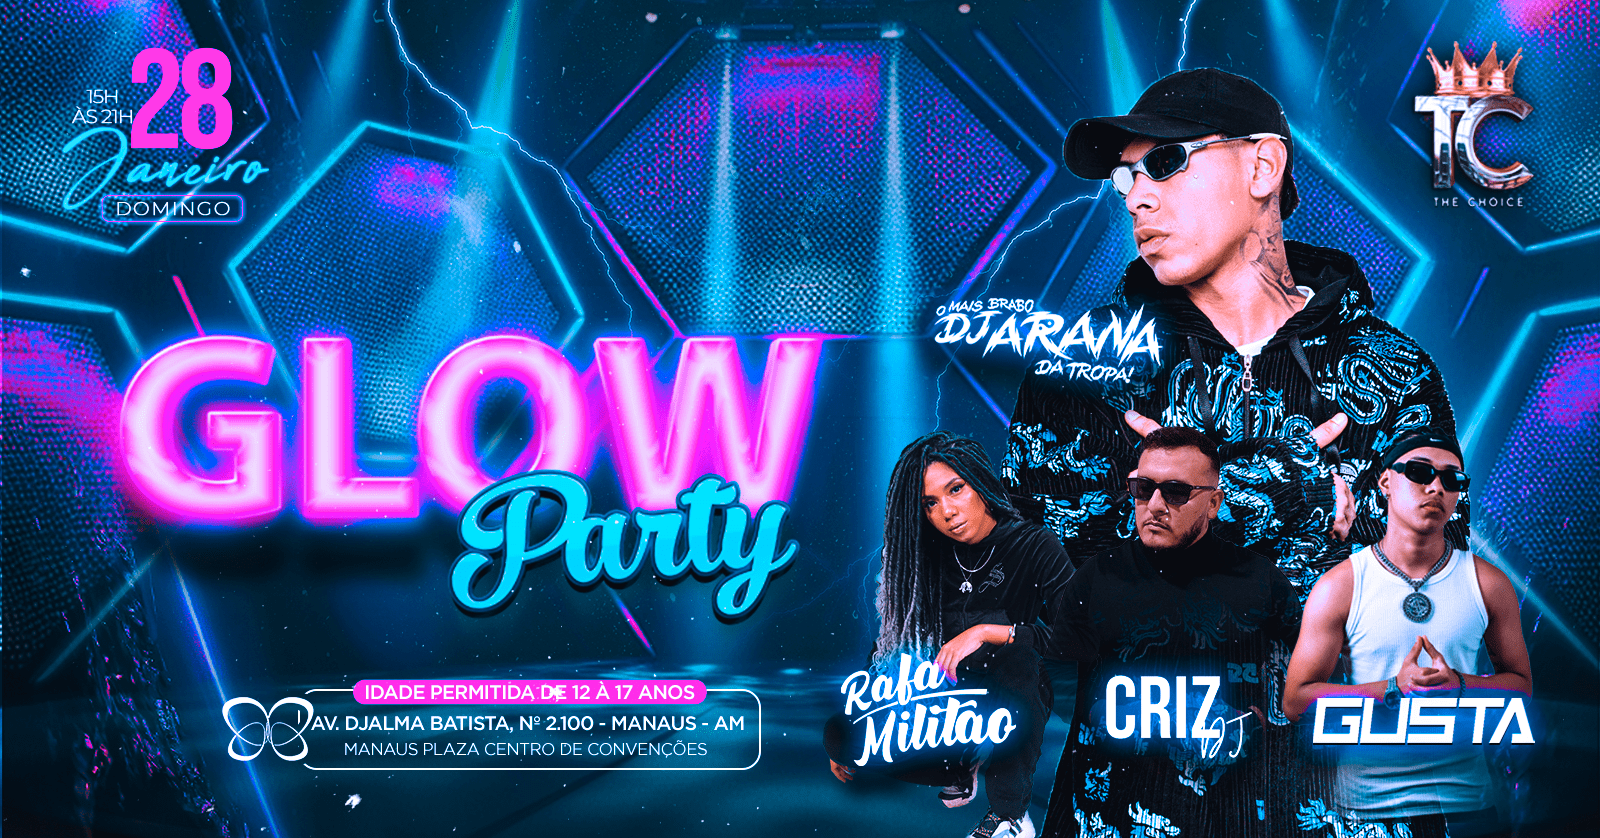 15H
ÀS 21H
28
Janeiro
DOMINGO
TC
THE CHOICE
O MAIS BRABO
DJ ARANA
DA TROPA!
GLOW
Party
Rafa
Militão
CRIZ
DJ
GUSTA
IDADE PERMITIDA DE 12 À 17 ANOS
AV. DJALMA BATISTA, Nº 2.100 - MANAUS - AM
MANAUS PLAZA CENTRO DE CONVENÇÕES